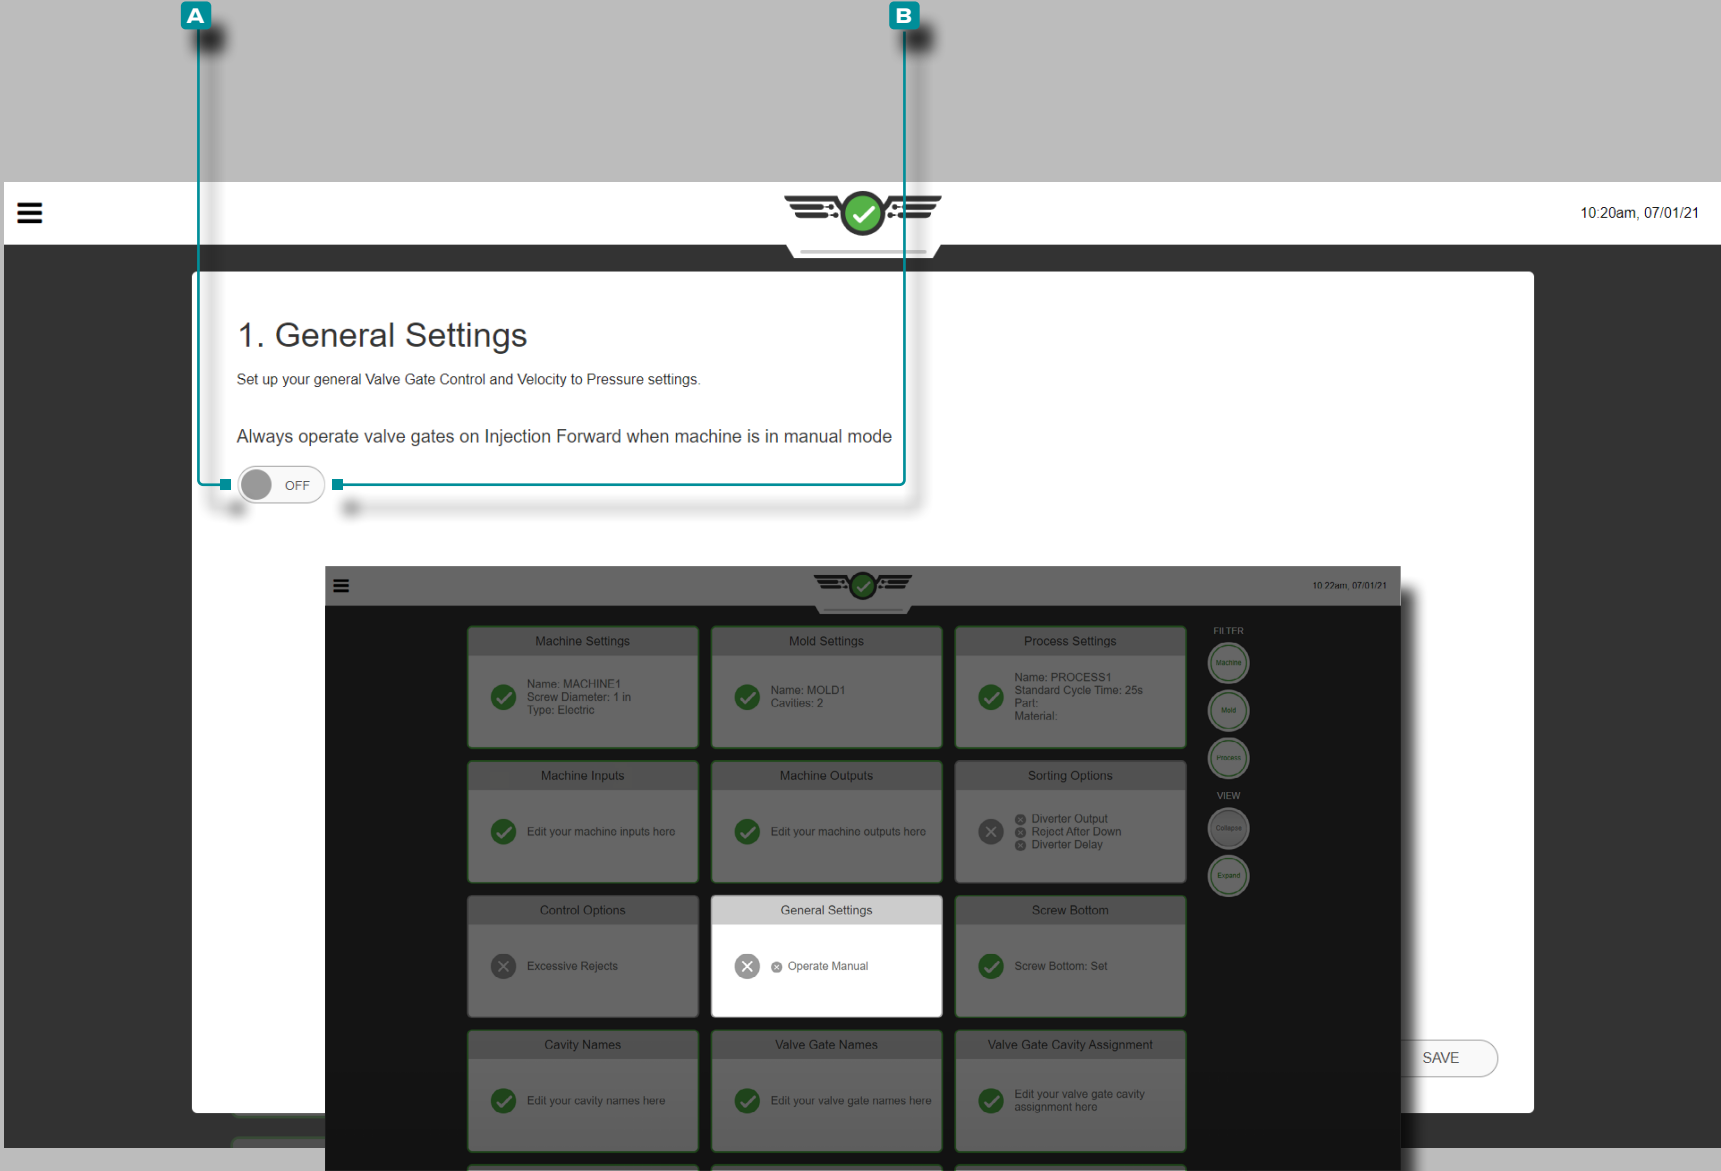 A
B
10:20am, 07/01/21
1. General Settings
Set up your general Valve Gate Control and Velocity to Pressure settings.
Always operate valve gates on Injection Forward when machine is in manual mode
OFF
10:22am, 07/01/21
Machine Settings
Name: MACHINE1
Screw Diameter: 1 in
Type: Electric
Mold Settings
Name: MOLD1
Cavities: 2
Process Settings
Name: PROCESS1
Standard Cycle Time: 25s
Part:
Material:
FILTER
Machine
Mold
Process
VIEW
Collapse
Expand
Machine Inputs
Edit your machine inputs here
Machine Outputs
Edit your machine outputs here
Sorting Options
Diverter Output
Reject After Down
Diverter Delay
Control Options
Excessive Rejects
General Settings
Operate Manual
Screw Bottom
Screw Bottom: Set
Cavity Names
Edit your cavity names here
Valve Gate Names
Edit your valve gate names here
Valve Gate Cavity Assignment
Edit your valve gate cavity
assignment here
SAVE